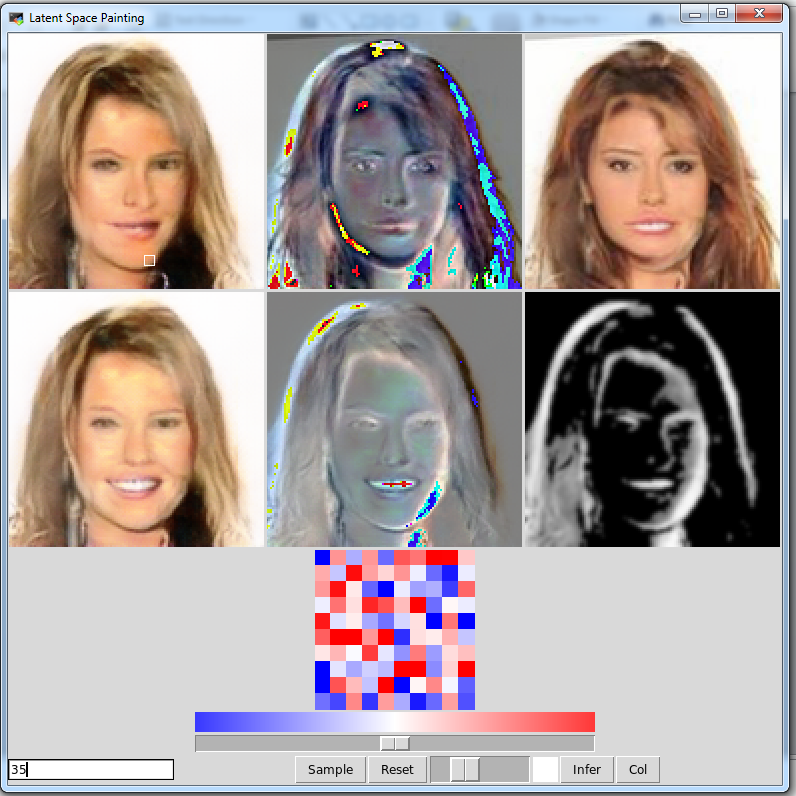 Latent Space Painting
35
Sample
Reset
Infer
Col